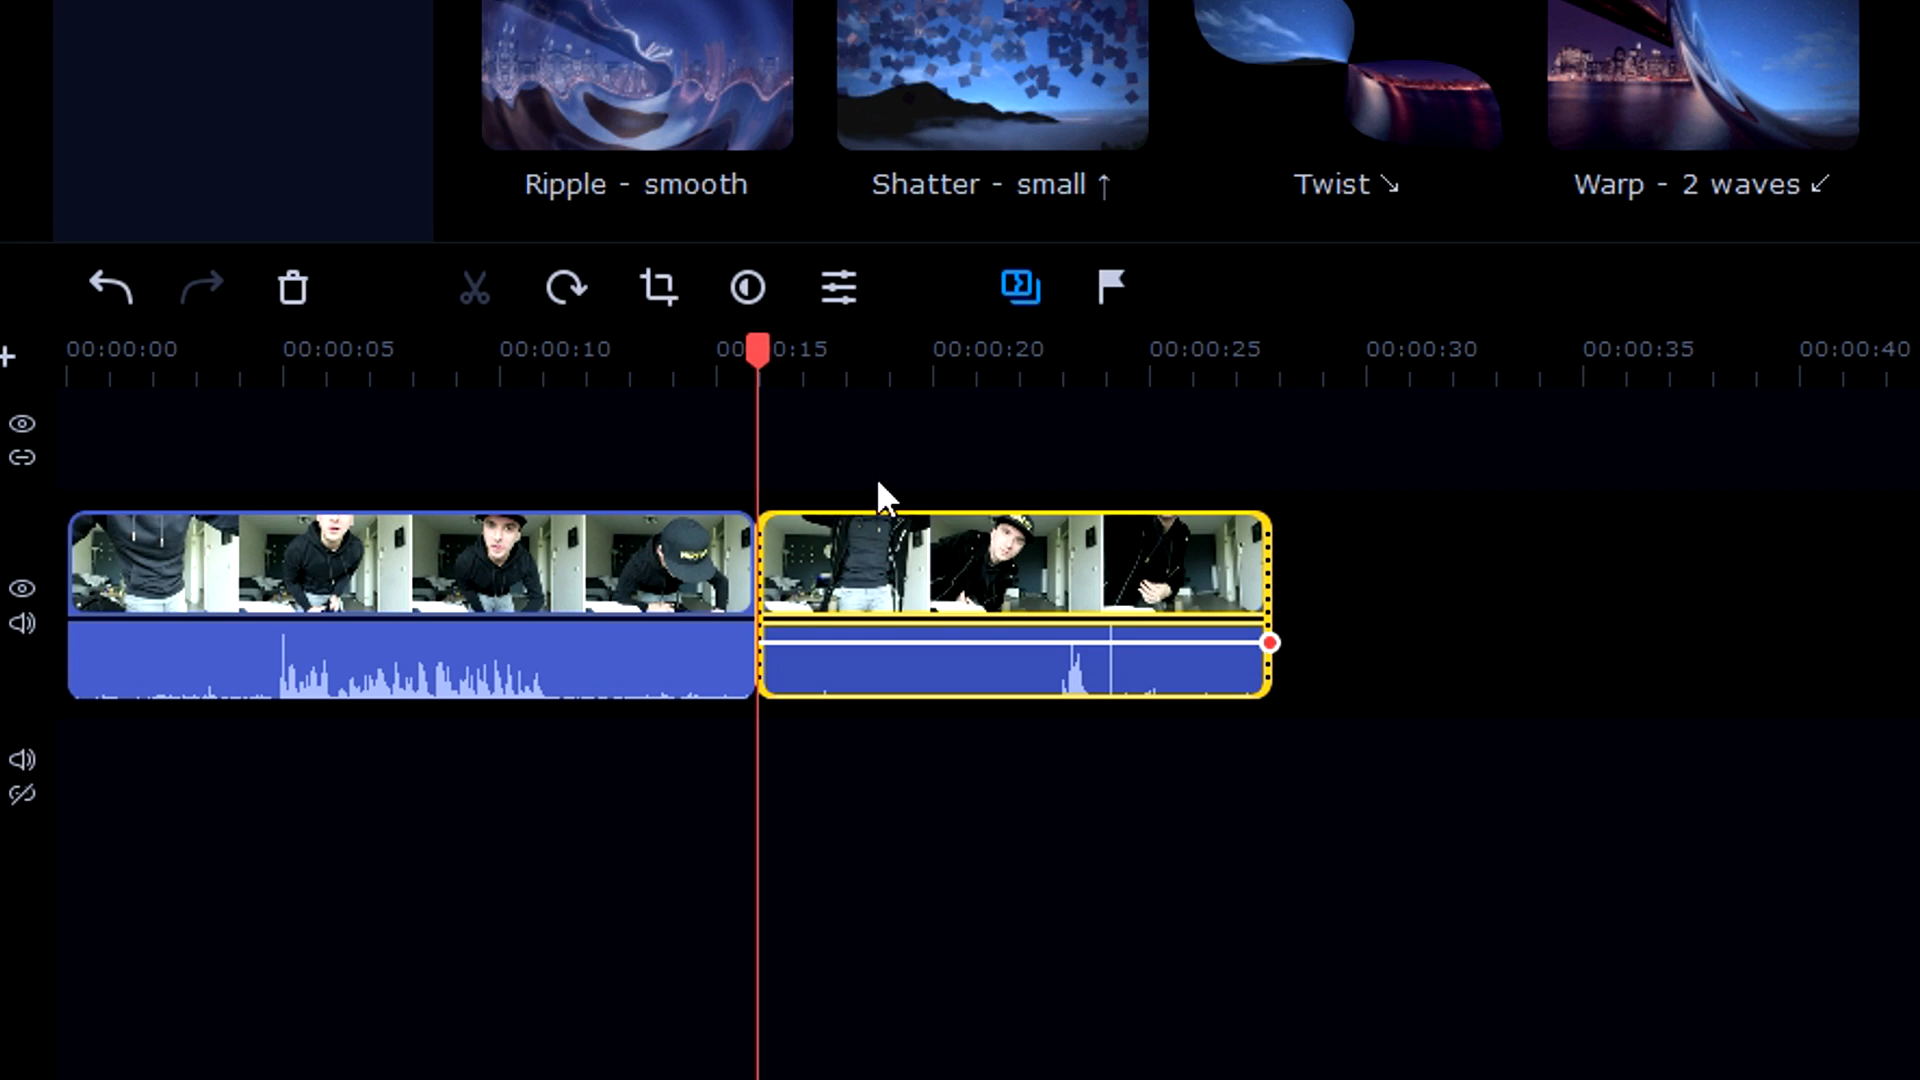 Ripple - smooth
Shatter - small ↑
Twist ↘
Warp - 2 waves ↙
00:00:00 00:00:05 00:00:10 00:00:15 00:00:20 00:00:25 00:00:30 00:00:35 00:00:40